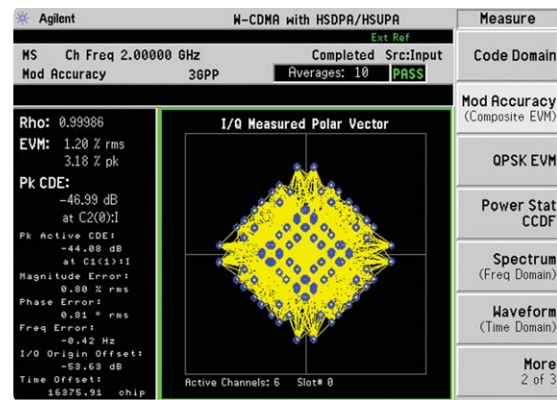 Agilent
W-CDMA with HSDPA/HSUPA
Measure
Ext Ref
MS Ch Freq 2.00000 GHz
Completed Src:Input
Mod Accuracy 3GPP
Averages: 10 PASS
Rho: 0.99986
EVM: 1.20 % rms
3.18 % pk
Pk CDE:
-46.99 dB
at C2(0):I
Pk Active CDE:
-44.08 dB
at C1(1):I
Magnitude Error:
0.80 % rms
Phase Error:
0.81 ° rms
Freq Error:
-0.42 Hz
I/Q Origin Offset:
-53.63 dB
Time Offset:
16375.91 chip
I/Q Measured Polar Vector
Active Channels: 6 Slot# 0
Code Domain
Mod Accuracy
(Composite EVM)
QPSK EVM
Power Stat
CCDF
Spectrum
(Freq Domain)
Waveform
(Time Domain)
More
2 of 3